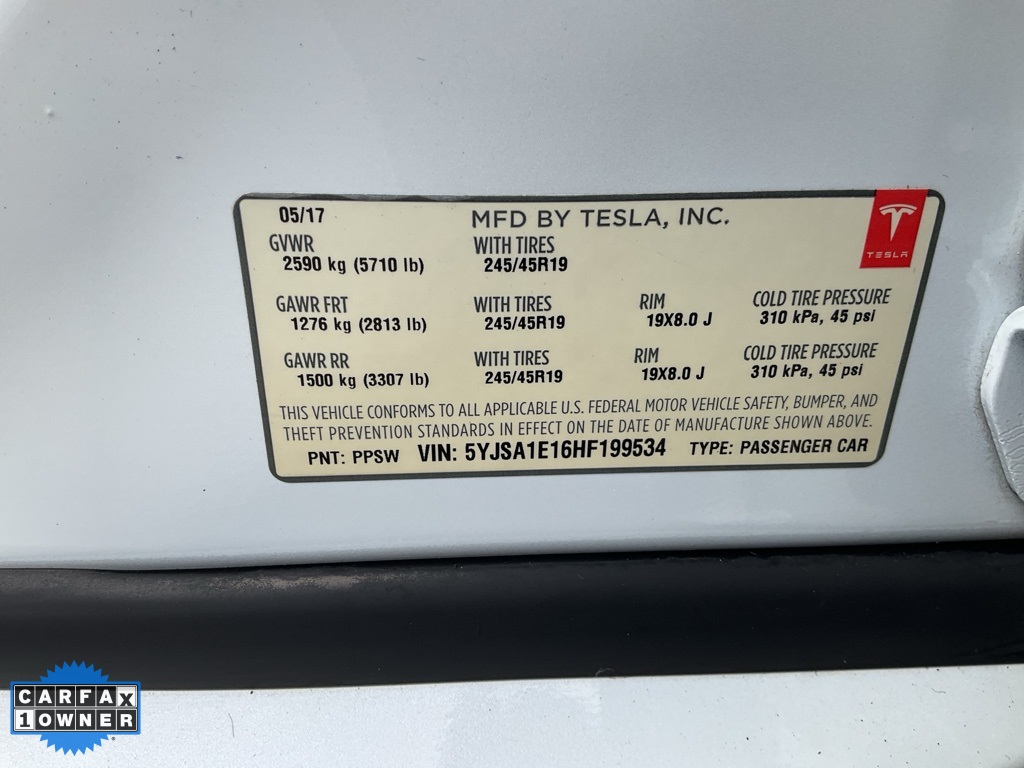 05/17 MFD BY TESLA, INC.
TESLA
GVWR WITH TIRES
2590 kg (5710 lb) 245/45R19
GAWR FRT WITH TIRES RIM COLD TIRE PRESSURE
1276 kg (2813 lb) 245/45R19 19X8.0 J 310 kPa, 45 psi
GAWR RR WITH TIRES RIM COLD TIRE PRESSURE
1500 kg (3307 lb) 245/45R19 19X8.0 J 310 kPa, 45 psi
THIS VEHICLE CONFORMS TO ALL APPLICABLE U.S. FEDERAL MOTOR VEHICLE SAFETY, BUMPER, AND
THEFT PREVENTION STANDARDS IN EFFECT ON THE DATE OF MANUFACTURE SHOWN ABOVE.
PNT: PPSW VIN: 5YJSA1E16HF199534 TYPE: PASSENGER CAR
CARFAX
1 OWNER